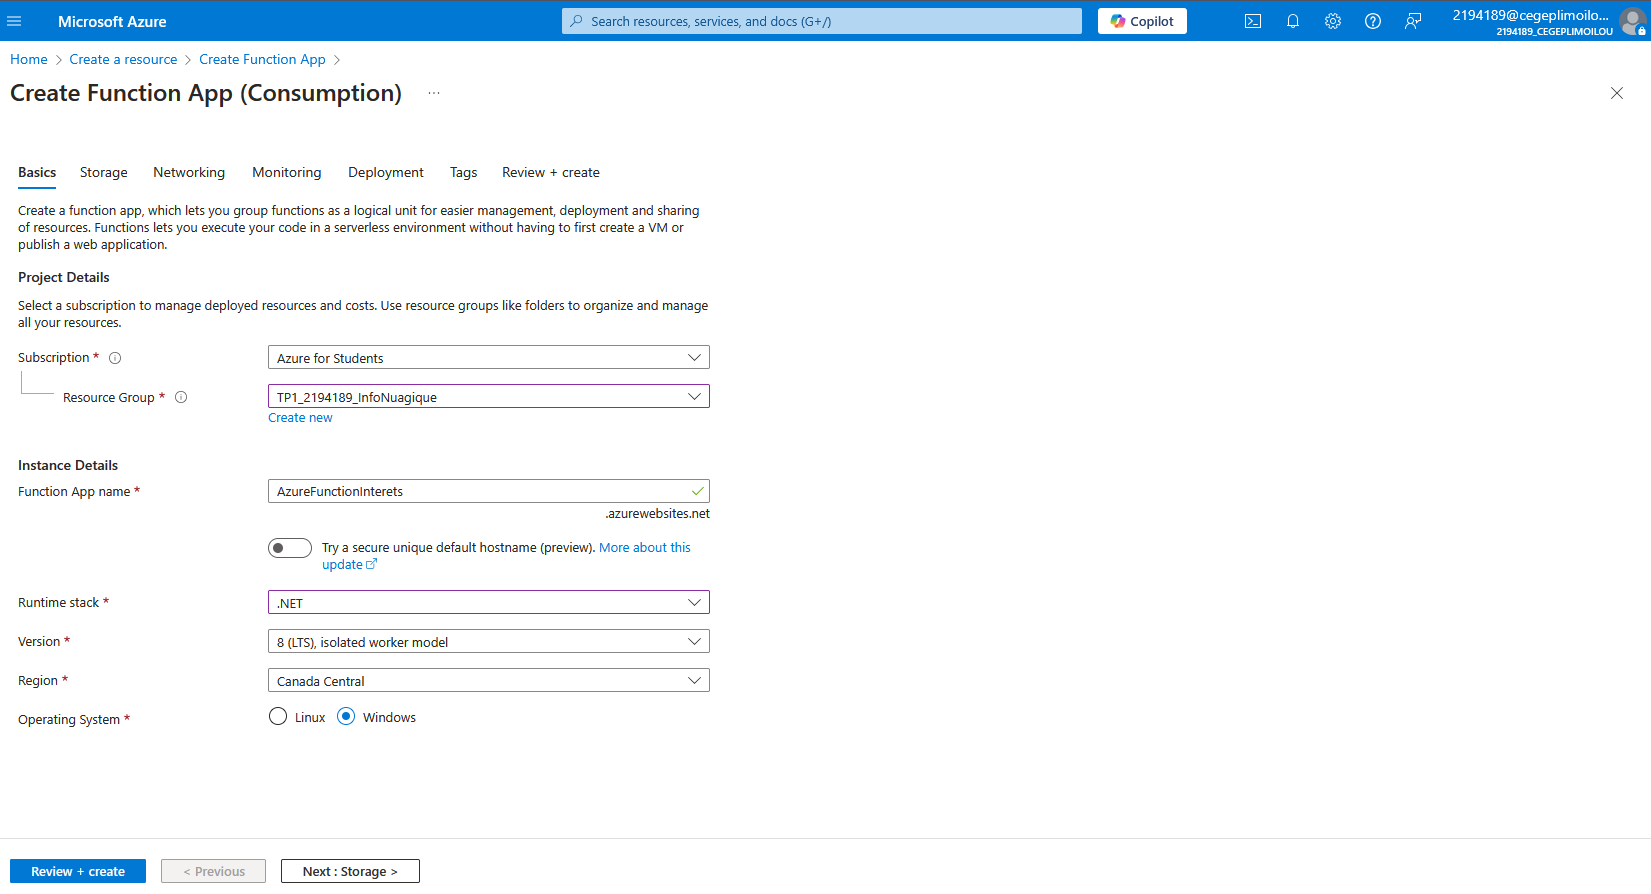 Microsoft Azure
Search resources, services, and docs (G+/)
Copilot
2194189@cegeplimoilo...
2194189_CEGEPLIMOILOU
Home > Create a resource > Create Function App >
Create Function App (Consumption) ...
Basics Storage Networking Monitoring Deployment Tags Review + create
Create a function app, which lets you group functions as a logical unit for easier management, deployment and sharing
of resources. Functions lets you execute your code in a serverless environment without having to first create a VM or
publish a web application.
Project Details
Select a subscription to manage deployed resources and costs. Use resource groups like folders to organize and manage
all your resources.
Subscription *
Azure for Students
Resource Group *
TP1_2194189_InfoNuagique
Create new
Instance Details
Function App name *
AzureFunctionInterets
.azurewebsites.net
Try a secure unique default hostname (preview). More about this
update
Runtime stack *
.NET
Version *
8 (LTS), isolated worker model
Region *
Canada Central
Operating System *
Linux Windows
Review + create < Previous Next : Storage >